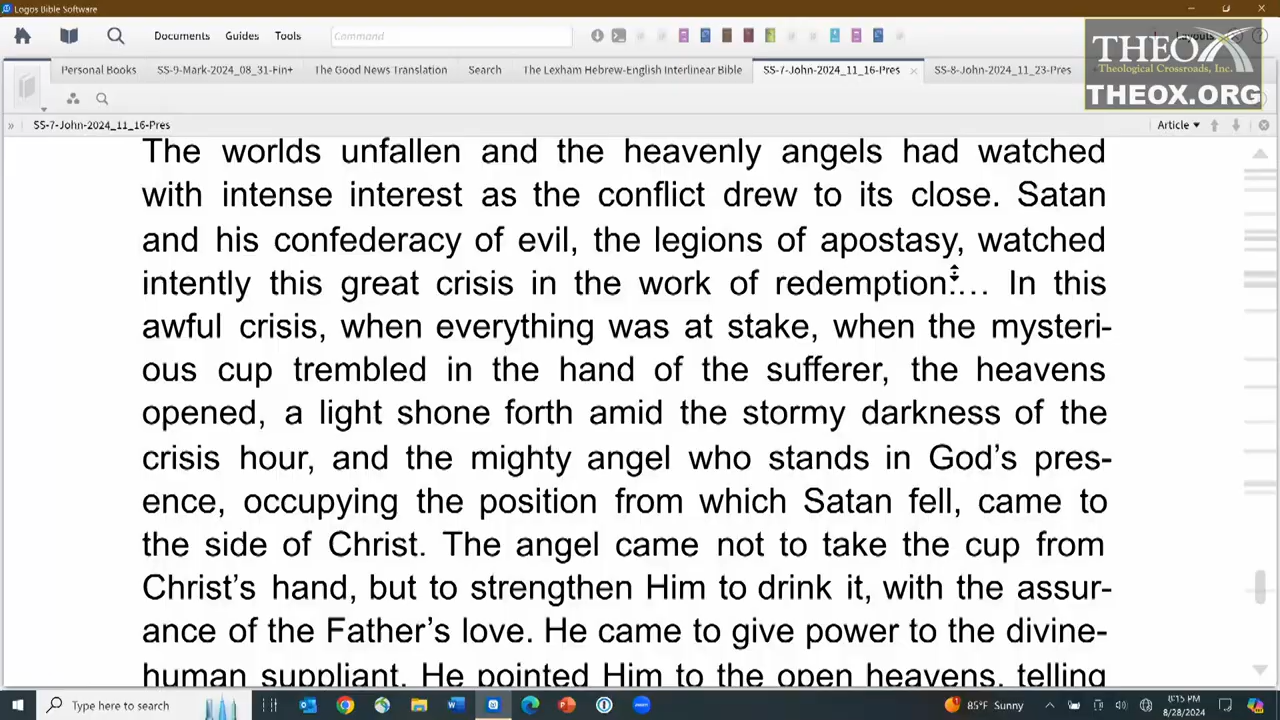 Logos Bible Software
Documents Guides Tools Command
THEOX
Theological Crossroads, Inc.
THEOX.ORG
Personal Books SS-9-Mark-2024_08_31-Fin+ The Good News is The Lexham Hebrew-English Interlinear Bible SS-7-John-2024_11_16-Pres SS-8-John-2024_11_23-Pres
SS-7-John-2024_11_16-Pres Article
The worlds unfallen and the heavenly angels had watched
with intense interest as the conflict drew to its close. Satan
and his confederacy of evil, the legions of apostasy, watched
intently this great crisis in the work of redemption.… In this
awful crisis, when everything was at stake, when the mysteri-
ous cup trembled in the hand of the sufferer, the heavens
opened, a light shone forth amid the stormy darkness of the
crisis hour, and the mighty angel who stands in God’s pres-
ence, occupying the position from which Satan fell, came to
the side of Christ. The angel came not to take the cup from
Christ’s hand, but to strengthen Him to drink it, with the assur-
ance of the Father’s love. He came to give power to the divine-
human suppliant. He pointed Him to the open heavens, telling
Type here to search 85°F Sunny 8:15 PM
8/28/2024